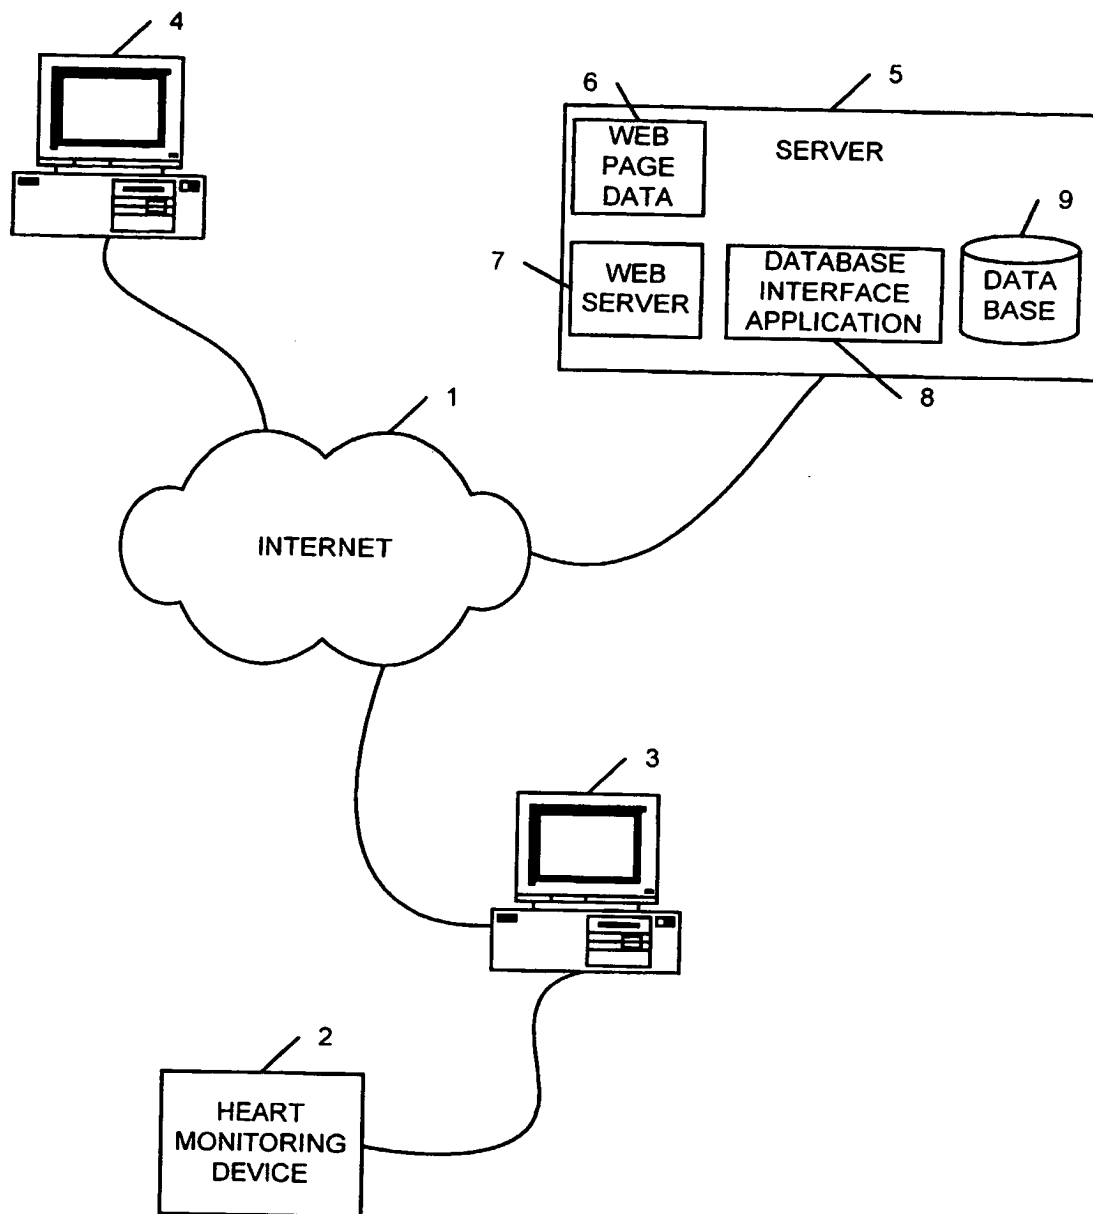 4
5
6
WEB
PAGE
DATA
SERVER
9
7
WEB
SERVER
DATABASE
INTERFACE
APPLICATION
DATA
BASE
8
1
INTERNET
3
2
HEART
MONITORING
DEVICE